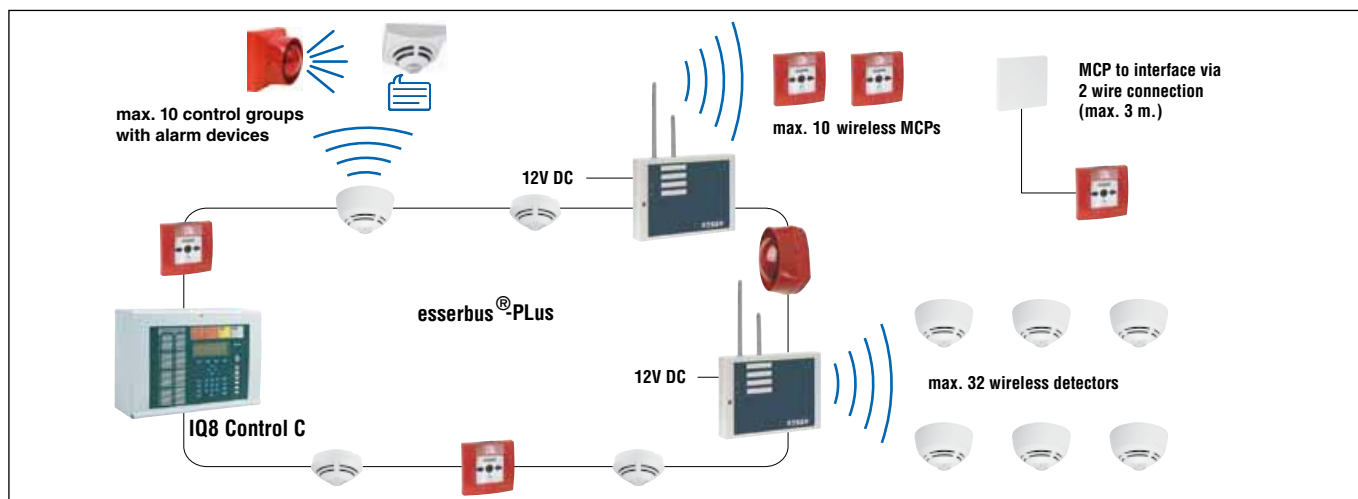 max. 10 control groups
with alarm devices
12V DC
max. 10 wireless MCPs
MCP to interface via
2 wire connection
(max. 3 m.)
esserbus®-PLus
IQ8 Control C
12V DC
max. 32 wireless detectors